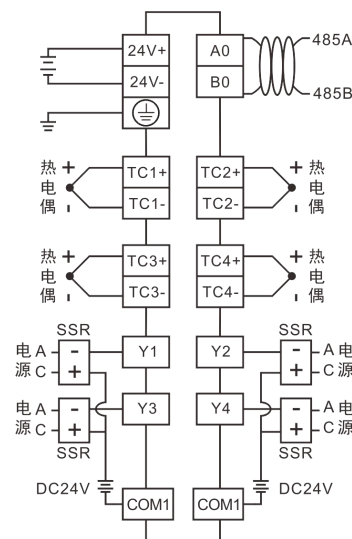 24V+ A0 485A
24V- B0 485B
热 + TC1+ TC2+ + 热
电 电
偶 - TC1- TC2- - 偶
热 + TC3+ TC4+ + 热
电 电
偶 - TC3- TC4- - 偶
SSR SSR
电 A - Y1 Y2 - A 电
源 C + + C 源
电 A - Y3 Y4 - A 电
源 C + + C 源
SSR SSR
DC24V DC24V
COM1 COM1